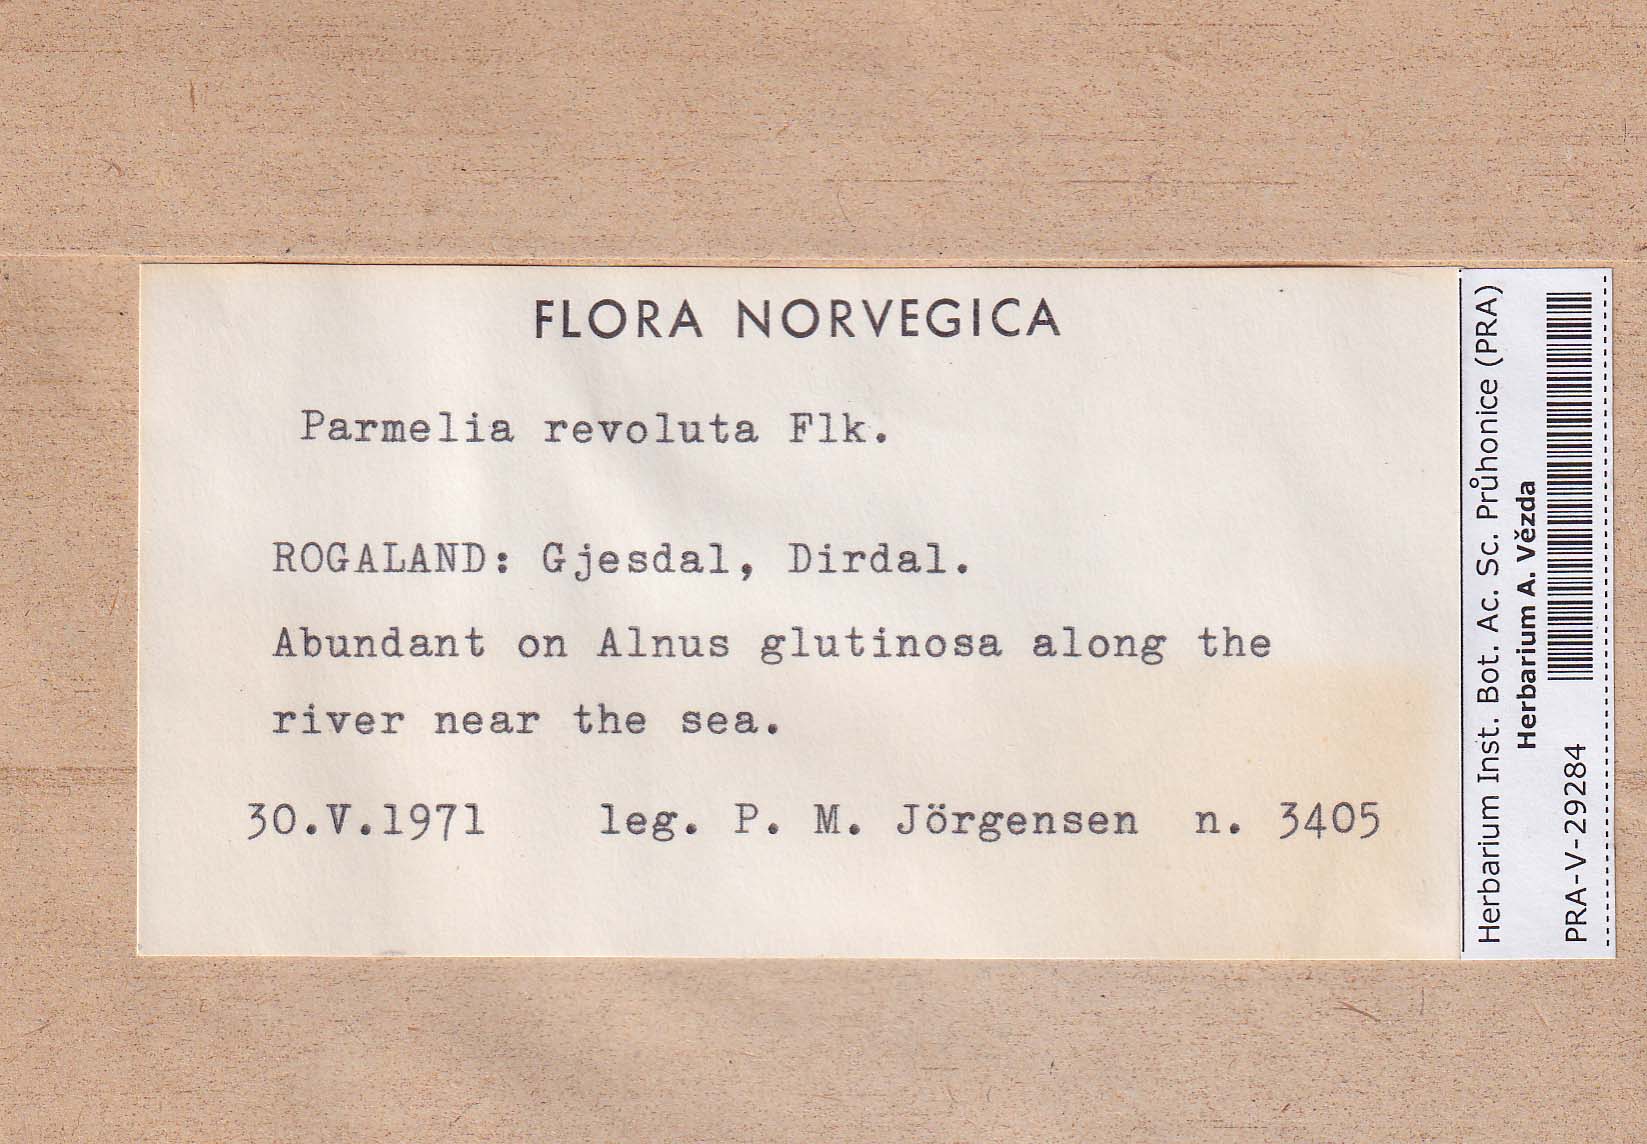 FLORA NORVEGICA
Parmelia revoluta Flk.
ROGALAND: Gjesdal, Dirdal.
Abundant on Alnus glutinosa along the
river near the sea.
30.V.1971 leg. P. M. Jörgensen n. 3405
Herbarium Inst. Bot. Ac. Sc. Průhonice (PRA)
Herbarium A. Vězda
PRA-V-29284